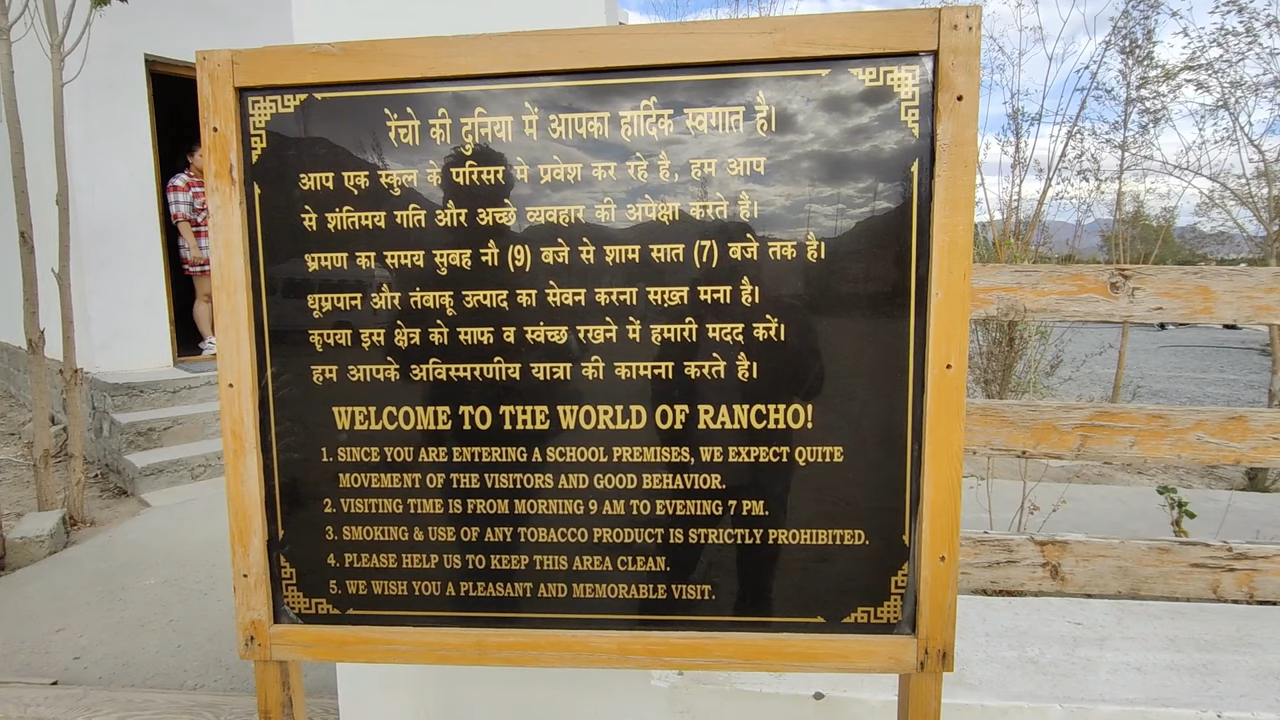 रेंचो की दुनिया में आपका हार्दिक स्वगात है।
आप एक स्कुल के परिसर मे प्रवेश कर रहे है, हम आप
से शंतिमय गति और अच्छे व्यवहार की अपेक्षा करते है।
भ्रमण का समय सुबह नौ (9) बजे से शाम सात (7) बजे तक है।
धूम्रपान और तंबाकू उत्पाद का सेवन करना सख़्त मना है।
कृपया इस क्षेत्र को साफ व स्वंच्छ रखने में हमारी मदद करें।
हम आपके अविस्मरणीय यात्रा की कामना करते है।
WELCOME TO THE WORLD OF RANCHO!
1. SINCE YOU ARE ENTERING A SCHOOL PREMISES, WE EXPECT QUITE
MOVEMENT OF THE VISITORS AND GOOD BEHAVIOR.
2. VISITING TIME IS FROM MORNING 9 AM TO EVENING 7 PM.
3. SMOKING & USE OF ANY TOBACCO PRODUCT IS STRICTLY PROHIBITED.
4. PLEASE HELP US TO KEEP THIS AREA CLEAN.
5. WE WISH YOU A PLEASANT AND MEMORABLE VISIT.